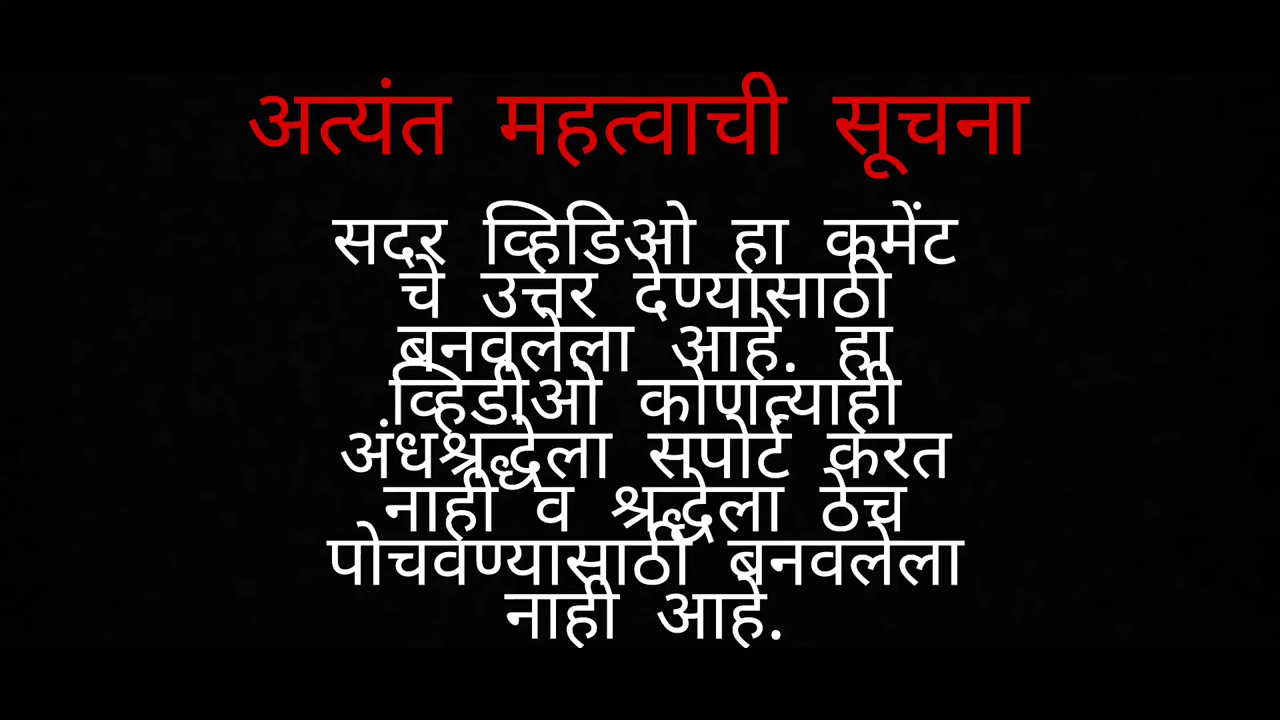 अत्यंत महत्वाची सूचना
सदर व्हिडिओ हा कमेंट
चे उत्तर देण्यासाठी
बनवलेला आहे. हा
व्हिडीओ कोणत्याही
अंधश्रद्धेला सपोर्ट करत
नाही व श्रद्धेला ठेच
पोचवण्यासाठी बनवलेला
नाही आहे.